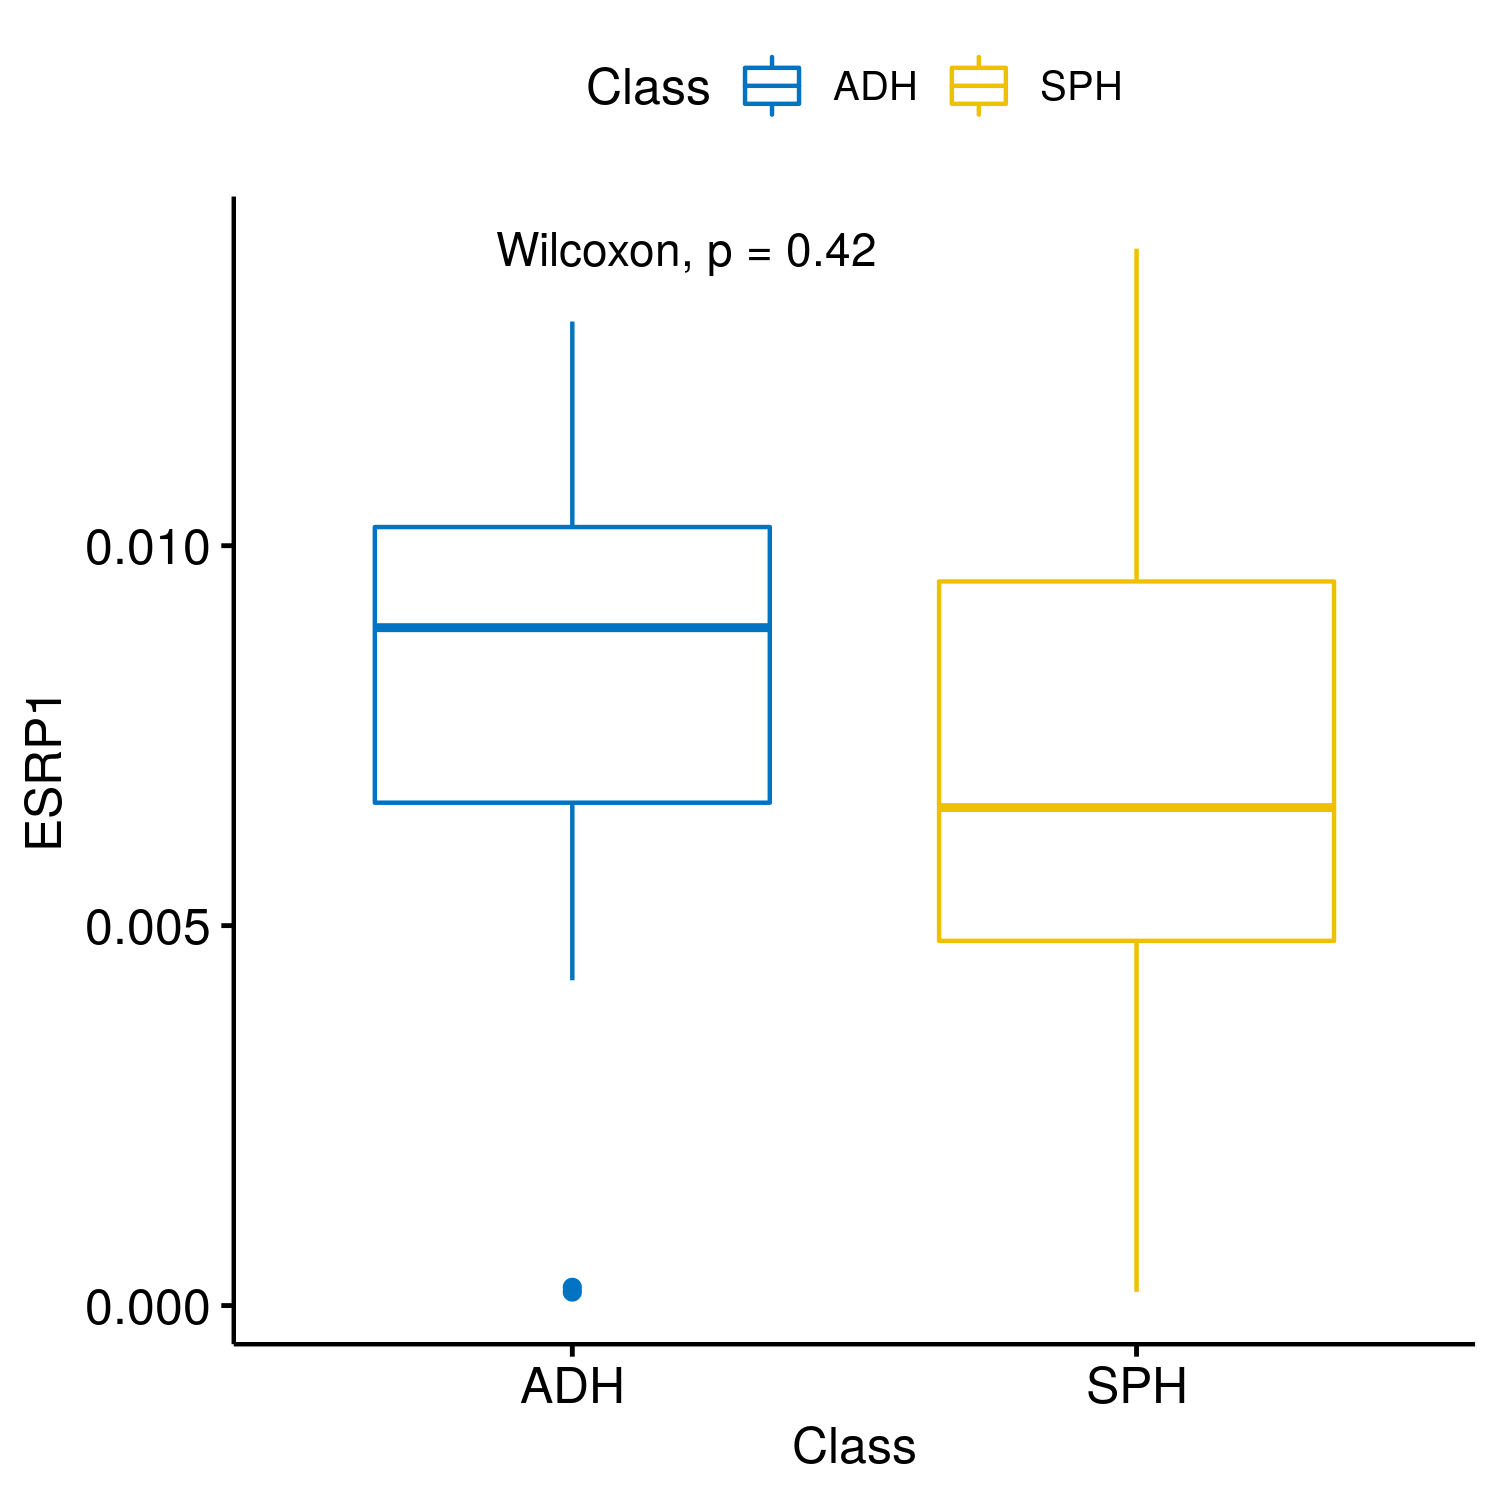 Class ADH SPH
Wilcoxon, p = 0.42
ESRP1
0.010
0.005
0.000
ADH SPH
Class